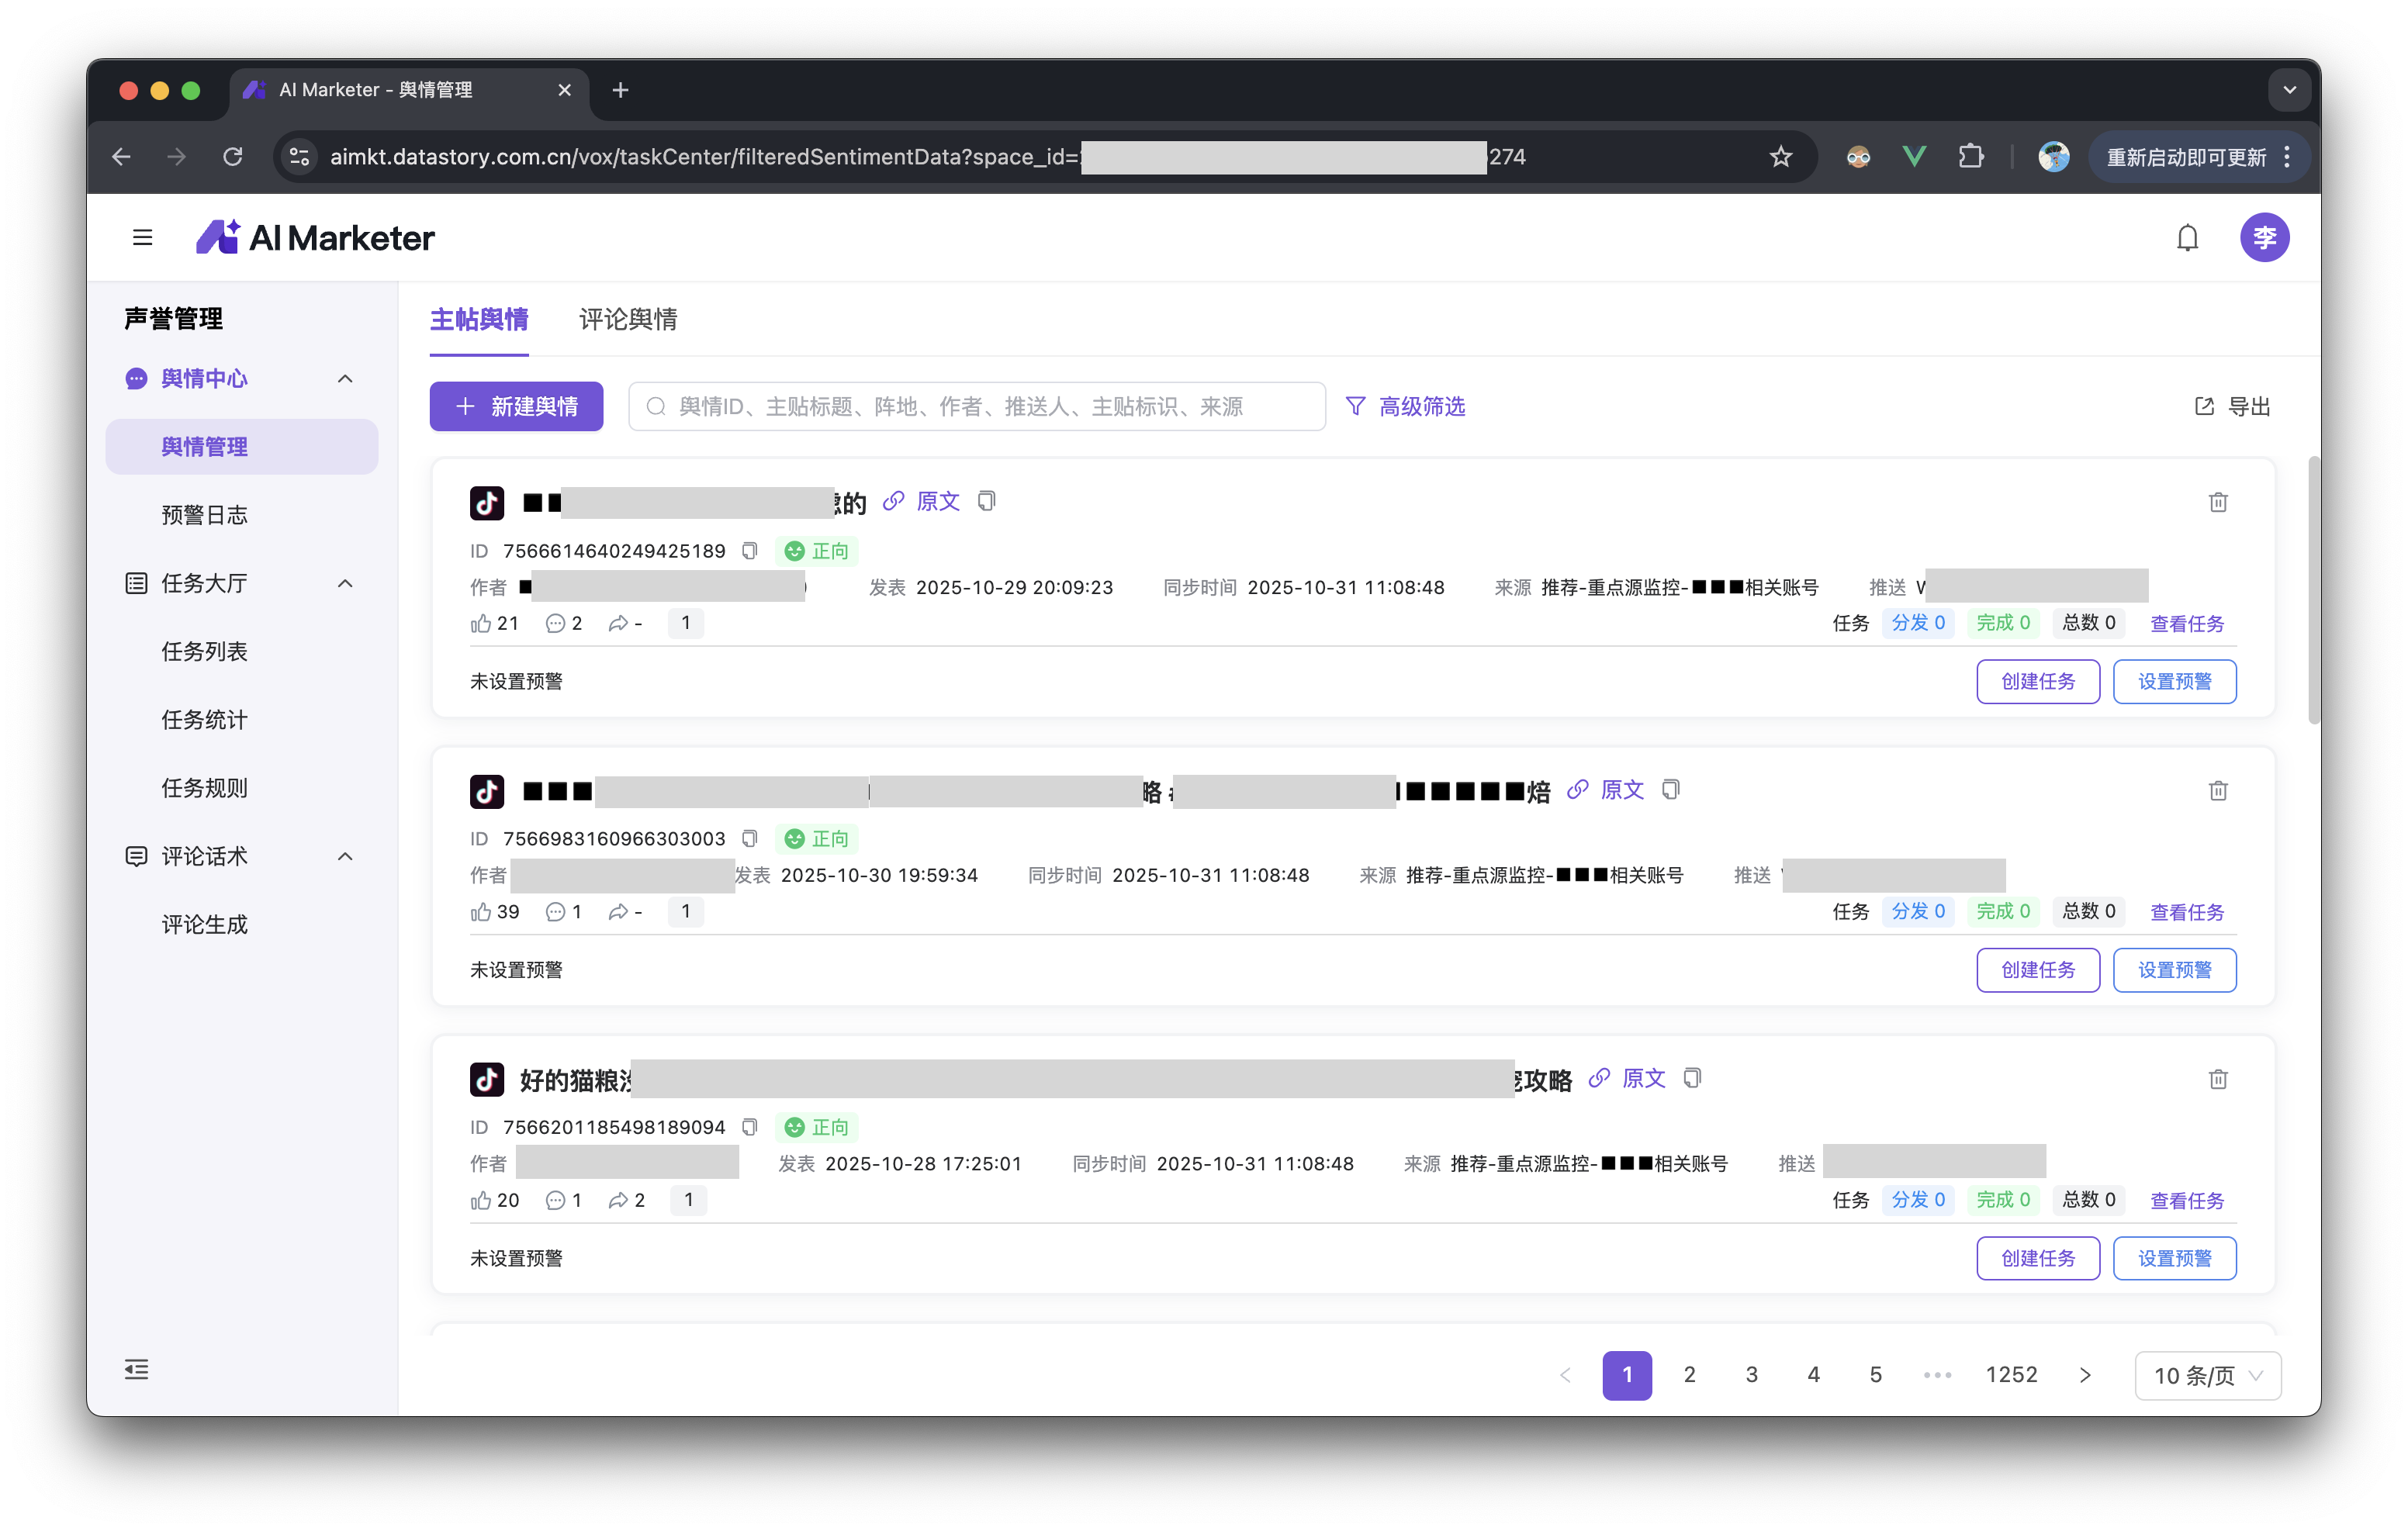 AI Marketer - 舆情管理
aimkt.datastory.com.cn/vox/taskCenter/filteredSentimentData?space_id= 274
重新启动即可更新
AI Marketer
李
声誉管理
舆情中心
舆情管理
预警日志
任务大厅
任务列表
任务统计
任务规则
评论话术
评论生成
主帖舆情 评论舆情
新建舆情
舆情ID、主贴标题、阵地、作者、推送人、主贴标识、来源
高级筛选
导出
■■ 的 原文
ID 7566614640249425189 正向
作者 ■ 发表 2025-10-29 20:09:23 同步时间 2025-10-31 11:08:48 来源 推荐-重点源监控-■■■相关账号 推送
21 2 - 1 任务 分发 0 完成 0 总数 0 查看任务
未设置预警 创建任务 设置预警
■■■ 略 ■■■■■焙 原文
ID 7566983160966303003 正向
作者 发表 2025-10-30 19:59:34 同步时间 2025-10-31 11:08:48 来源 推荐-重点源监控-■■■相关账号 推送
39 1 - 1 任务 分发 0 完成 0 总数 0 查看任务
未设置预警 创建任务 设置预警
好的猫粮 攻略 原文
ID 7566201185498189094 正向
作者 发表 2025-10-28 17:25:01 同步时间 2025-10-31 11:08:48 来源 推荐-重点源监控-■■■相关账号 推送
20 1 2 1 任务 分发 0 完成 0 总数 0 查看任务
未设置预警 创建任务 设置预警
1 2 3 4 5 ••• 1252 10 条/页